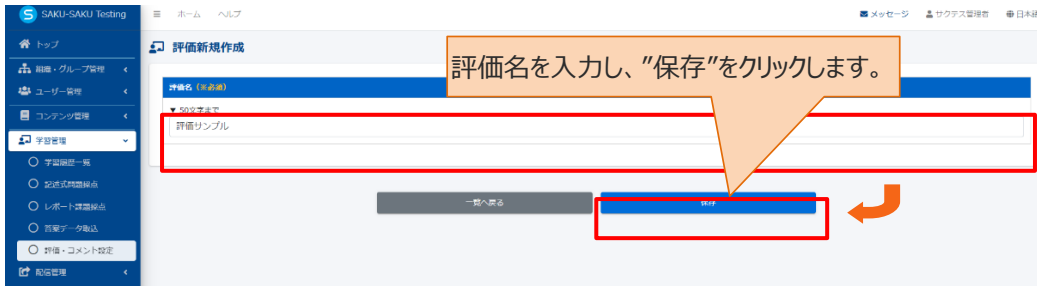 SAKU-SAKU Testing
ホーム ヘルプ
メッセージ サクテス管理者 日本語
トップ
組織・グループ管理
ユーザー管理
コンテンツ管理
学習管理
学習履歴一覧
記述式問題採点
レポート課題採点
答案データ取込
評価・コメント設定
配信管理
評価新規作成
評価名を入力し、”保存”をクリックします。
評価名 (※必須)
▼ 50文字まで
評価サンプル
一覧へ戻る
保存